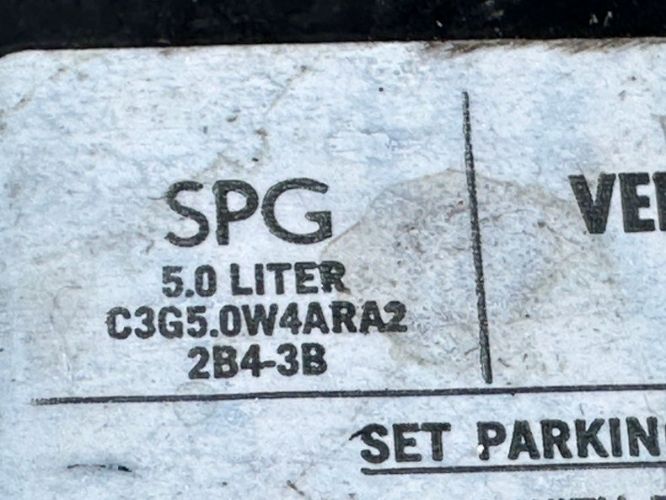 SPG
5.0 LITER
C3G5.0W4ARA2
2B4-3B
SET PARKIN